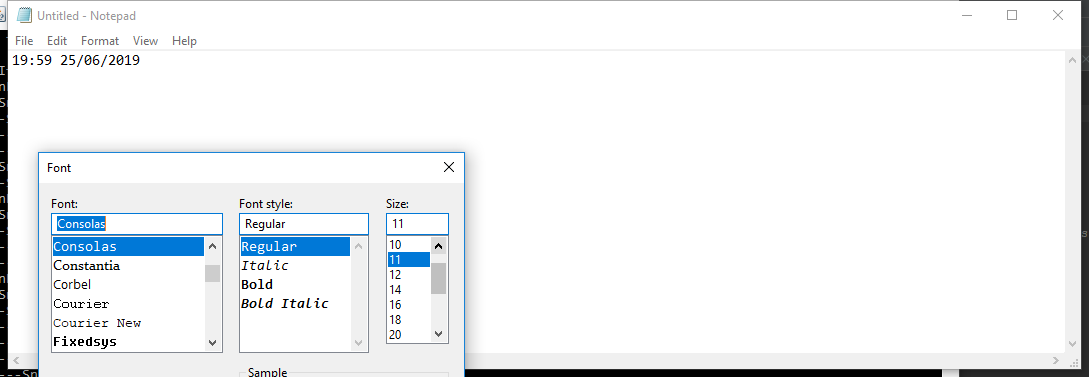 Untitled - Notepad
File Edit Format View Help
19:59 25/06/2019
Font
Font: Font style: Size:
Consolas Regular 11
Consolas Regular 10
Constantia Italic 11
Corbel Bold 12
Courier Bold Italic 14
Courier New 16
Fixedsys 18
20
Sample